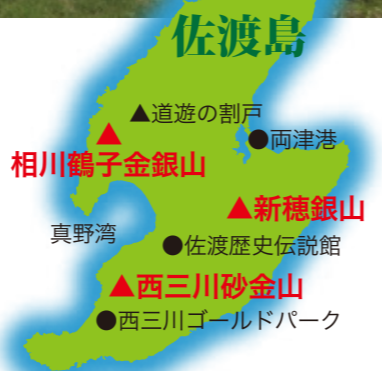 佐渡島
▲道遊の割戸
●両津港
▲
相川鶴子金銀山
▲新穂銀山
真野湾
●佐渡歴史伝説館
▲西三川砂金山
●西三川ゴールドパーク